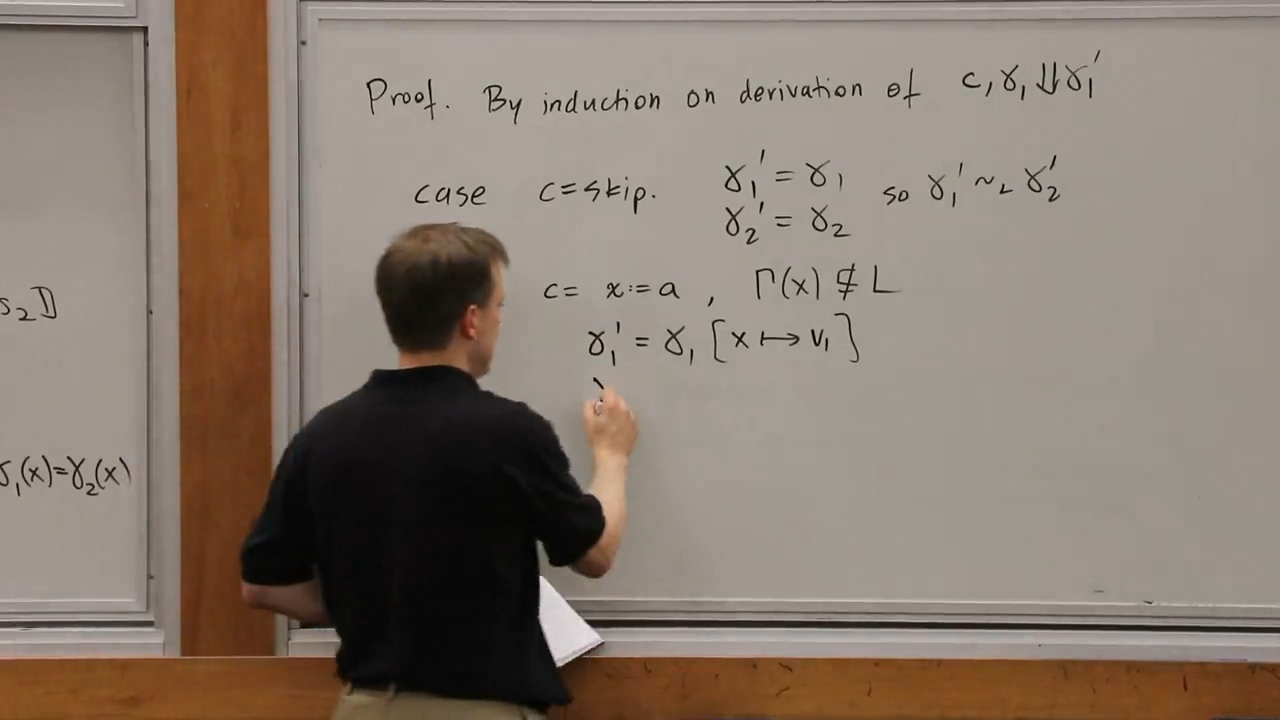 s₂⟧
γ₁(x)=γ₂(x)
Proof. By induction on derivation of c, γ₁ ⇓ γ₁′
case c=skip. γ₁′ = γ₁ so γ₁′ ~L γ₂′
γ₂′ = γ₂
c= x:=a , Γ(x) ⋢ L
γ₁′ = γ₁ [x ↦ v₁]